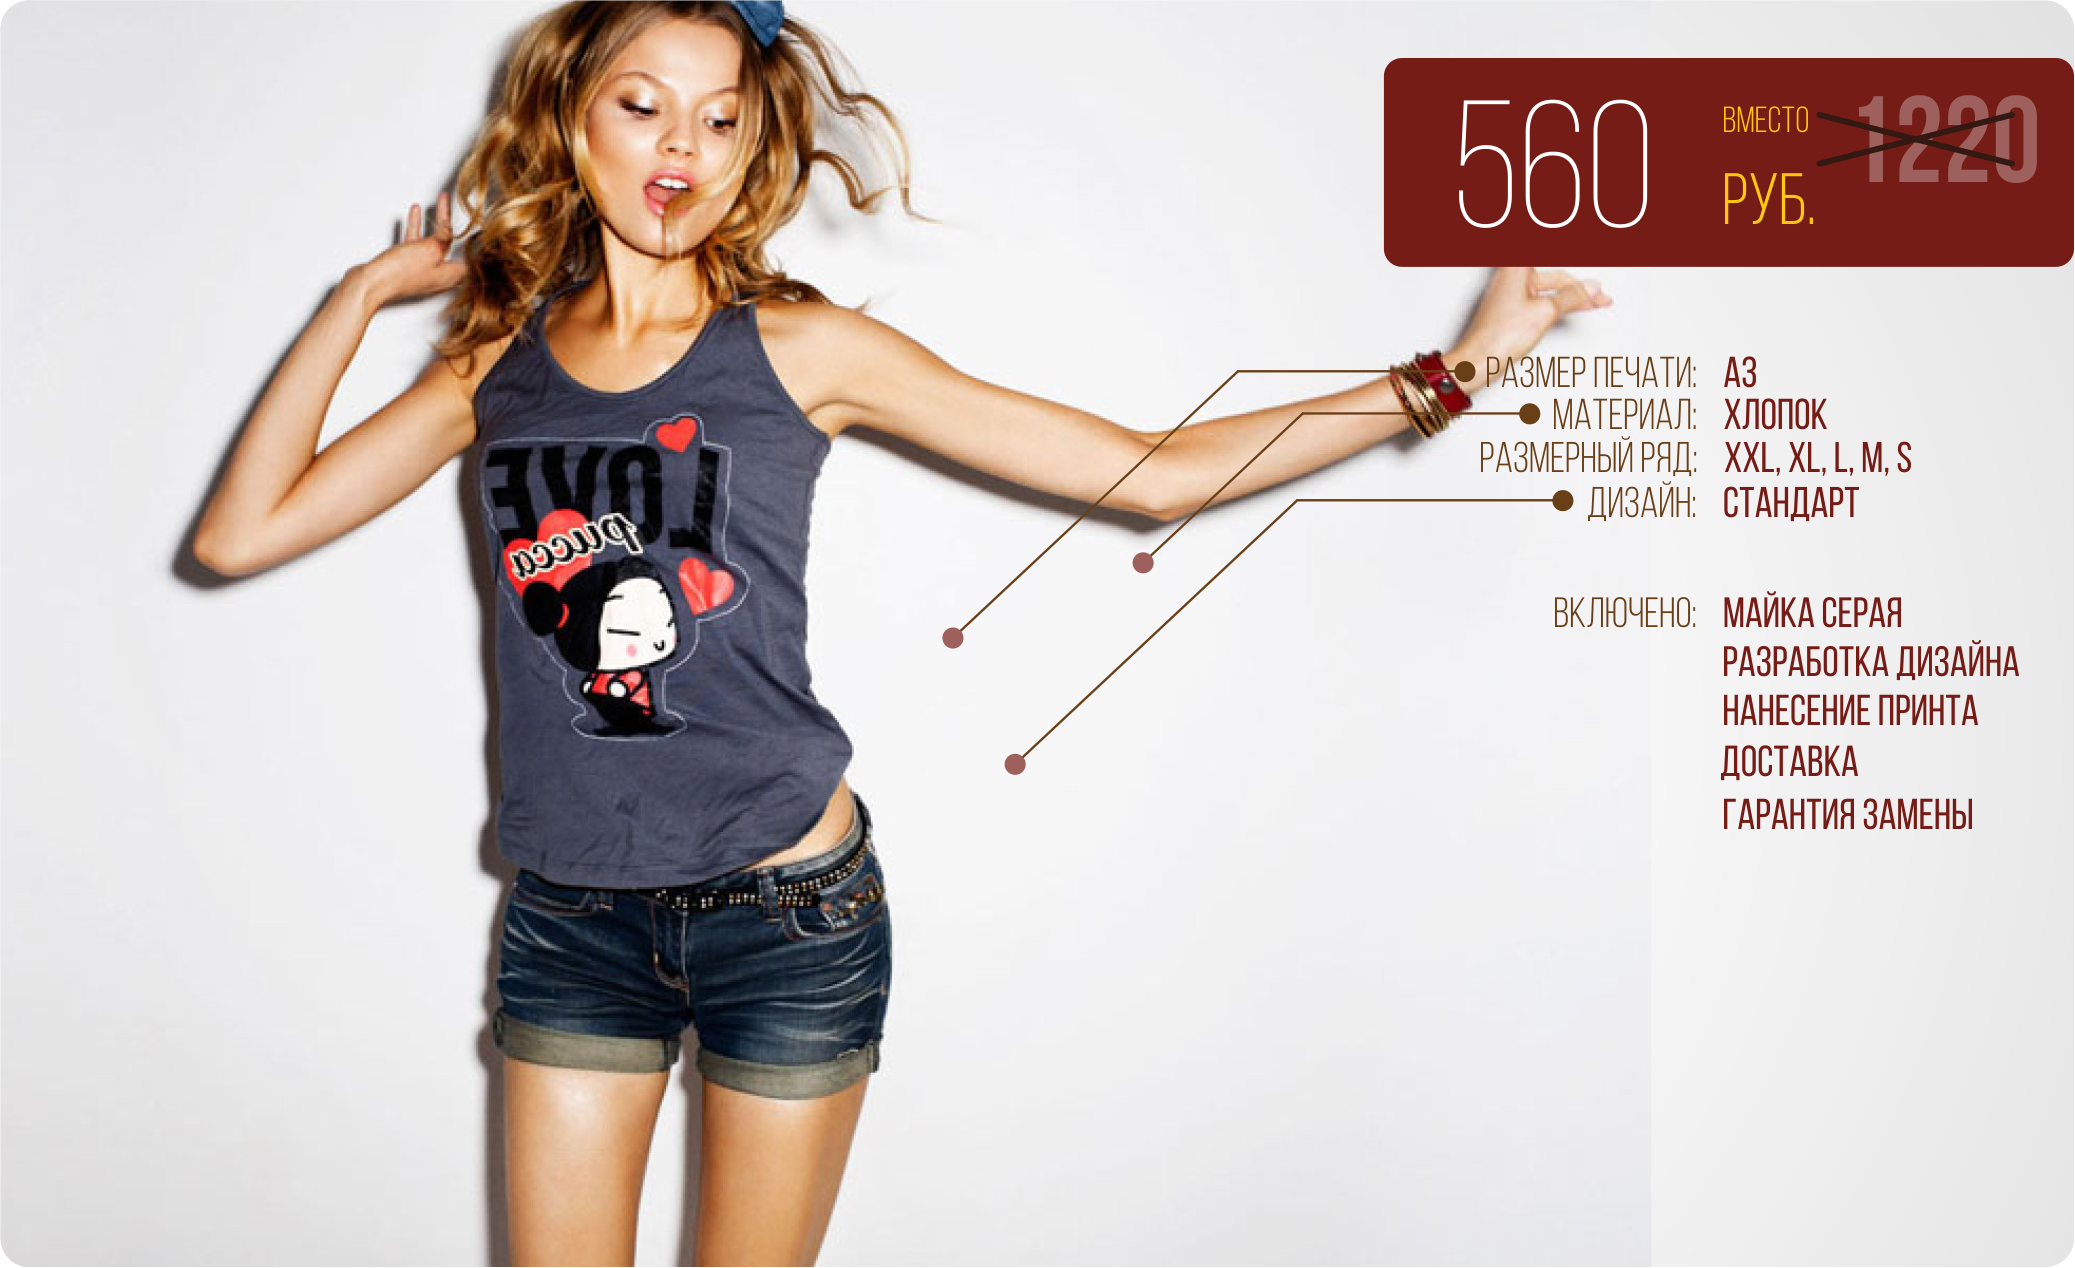 560 ВМЕСТО 1220
РУБ.
РАЗМЕР ПЕЧАТИ: А3
МАТЕРИАЛ: ХЛОПОК
РАЗМЕРНЫЙ РЯД: XXL, XL, L, M, S
ДИЗАЙН: СТАНДАРТ
ВКЛЮЧЕНО: МАЙКА СЕРАЯ
РАЗРАБОТКА ДИЗАЙНА
НАНЕСЕНИЕ ПРИНТА
ДОСТАВКА
ГАРАНТИЯ ЗАМЕНЫ
LOVE
pucca